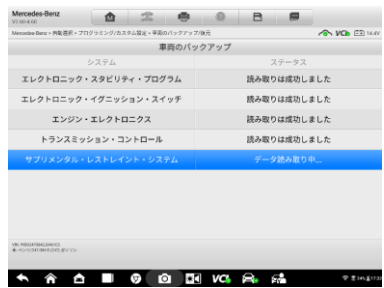 Mercedes-Benz
VCI
14.4V
Mercedes-Benz > 自動選択 > プログラミング/カスタム設定 > 車両のバックアップ/復元
車両のバックアップ
システム ステータス
エレクトロニック・スタビリティ・プログラム 読み取りは成功しました
エレクトロニック・イグニッション・スイッチ 読み取りは成功しました
エンジン・エレクトロニクス 読み取りは成功しました
トランスミッション・コントロール 読み取りは成功しました
サプリメンタル・レストレイント・システム データ読み取り中...
VCI